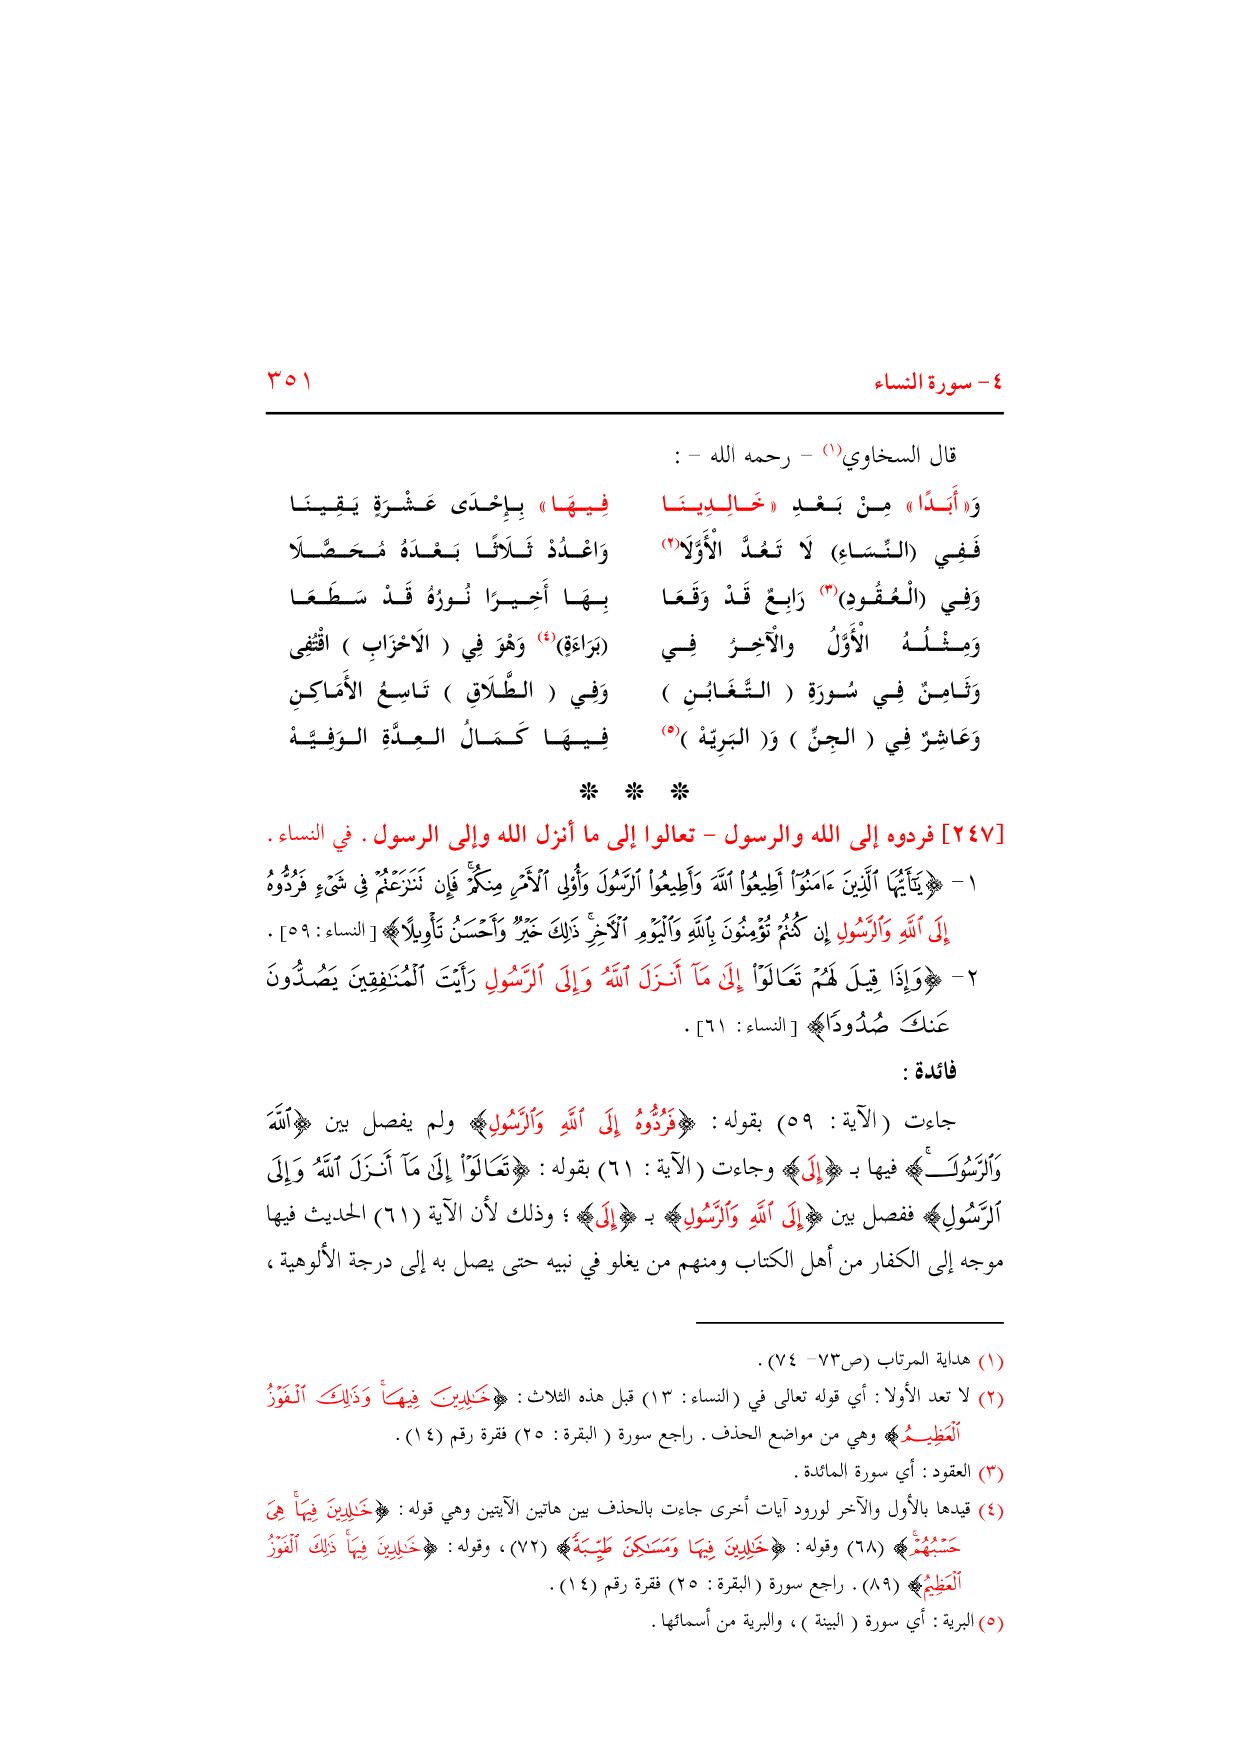 ٤- سورة النساء ٣٥١
قال السخاوي(١) – رحمه الله – :
وَ«أَبَدًا» مِنْ بَعْدِ «خَالِدِينَا فِيهَا» بِإِحْدَى عَشْرَةٍ يَقِينَا
فَفِي (النِّسَاءِ) لَا تَعُدَّ الْأَوَّلَا(٢) وَاعْدُدْ ثَلَاثًا بَعْدَهُ مُحَصَّلَا
وَفِي (الْعُقُودِ)(٣) رَابِعٌ قَدْ وَقَعَا بِهَا أَخِيرًا نُورُهُ قَدْ سَطَعَا
وَمِثْلُهُ الْأَوَّلُ والْآخِرُ فِي (بَرَاءَةٍ)(٤) وَهْوَ فِي ( الَاحْزَابِ ) اقْتُفِى
وَثَامِنٌ فِي سُورَةِ ( التَّغَابُنِ ) وَفِي ( الطَّلَاقِ ) تَاسِعُ الأَمَاكِنِ
وَعَاشِرٌ فِي ( الجِنِّ ) وَ( البَرِيّهْ )(٥) فِيهَا كَمَالُ العِدَّةِ الوَفِيَّهْ
❊ ❊ ❊
[٢٤٧] فردوه إلى الله والرسول – تعالوا إلى ما أنزل الله وإلى الرسول . في النساء .
١- ﴿يَٰٓأَيُّهَا ٱلَّذِينَ ءَامَنُوٓاْ أَطِيعُواْ ٱللَّهَ وَأَطِيعُواْ ٱلرَّسُولَ وَأُوْلِي ٱلۡأَمۡرِ مِنكُمۡۖ فَإِن تَنَٰزَعۡتُمۡ فِي شَيۡءٖ فَرُدُّوهُ
إِلَى ٱللَّهِ وَٱلرَّسُولِ إِن كُنتُمۡ تُؤۡمِنُونَ بِٱللَّهِ وَٱلۡيَوۡمِ ٱلۡأٓخِرِۚ ذَٰلِكَ خَيۡرٞ وَأَحۡسَنُ تَأۡوِيلًا﴾ [النساء: ٥٩] .
٢- ﴿وَإِذَا قِيلَ لَهُمۡ تَعَالَوۡاْ إِلَىٰ مَآ أَنزَلَ ٱللَّهُ وَإِلَى ٱلرَّسُولِ رَأَيۡتَ ٱلۡمُنَٰفِقِينَ يَصُدُّونَ
عَنكَ صُدُودٗا﴾ [النساء: ٦١] .
فائدة :
جاءت (الآية: ٥٩) بقوله: ﴿فَرُدُّوهُ إِلَى ٱللَّهِ وَٱلرَّسُولِ﴾ ولم يفصل بين ﴿ٱللَّهَ
وَٱلرَّسُولَۚ﴾ فيها بـ ﴿إِلَى﴾ وجاءت (الآية: ٦١) بقوله: ﴿تَعَالَوۡاْ إِلَىٰ مَآ أَنزَلَ ٱللَّهُ وَإِلَى
ٱلرَّسُولِ﴾ ففصل بين ﴿إِلَى ٱللَّهِ وَٱلرَّسُولِ﴾ بـ ﴿إِلَى﴾ ؛ وذلك لأن الآية (٦١) الحديث فيها
موجه إلى الكفار من أهل الكتاب ومنهم من يغلو في نبيه حتى يصل به إلى درجة الألوهية ،
(١) هداية المرتاب (ص٧٣- ٧٤) .
(٢) لا تعد الأولا: أي قوله تعالى في (النساء: ١٣) قبل هذه الثلاث: ﴿خَٰلِدِينَ فِيهَاۚ وَذَٰلِكَ ٱلۡفَوۡزُ
ٱلۡعَظِيمُ﴾ وهي من مواضع الحذف . راجع سورة (البقرة: ٢٥) فقرة رقم (١٤) .
(٣) العقود: أي سورة المائدة .
(٤) قيدها بالأول والآخر لورود آيات أخرى جاءت بالحذف بين هاتين الآيتين وهي قوله: ﴿خَٰلِدِينَ فِيهَاۚ هِيَ
حَسۡبُهُمۡۚ﴾ (٦٨) وقوله: ﴿خَٰلِدِينَ فِيهَا وَمَسَٰكِنَ طَيِّبَةٗ﴾ (٧٢)، وقوله: ﴿خَٰلِدِينَ فِيهَاۚ ذَٰلِكَ ٱلۡفَوۡزُ
ٱلۡعَظِيمُ﴾ (٨٩). راجع سورة (البقرة: ٢٥) فقرة رقم (١٤) .
(٥) البرية: أي سورة ( البينة )، والبرية من أسمائها .